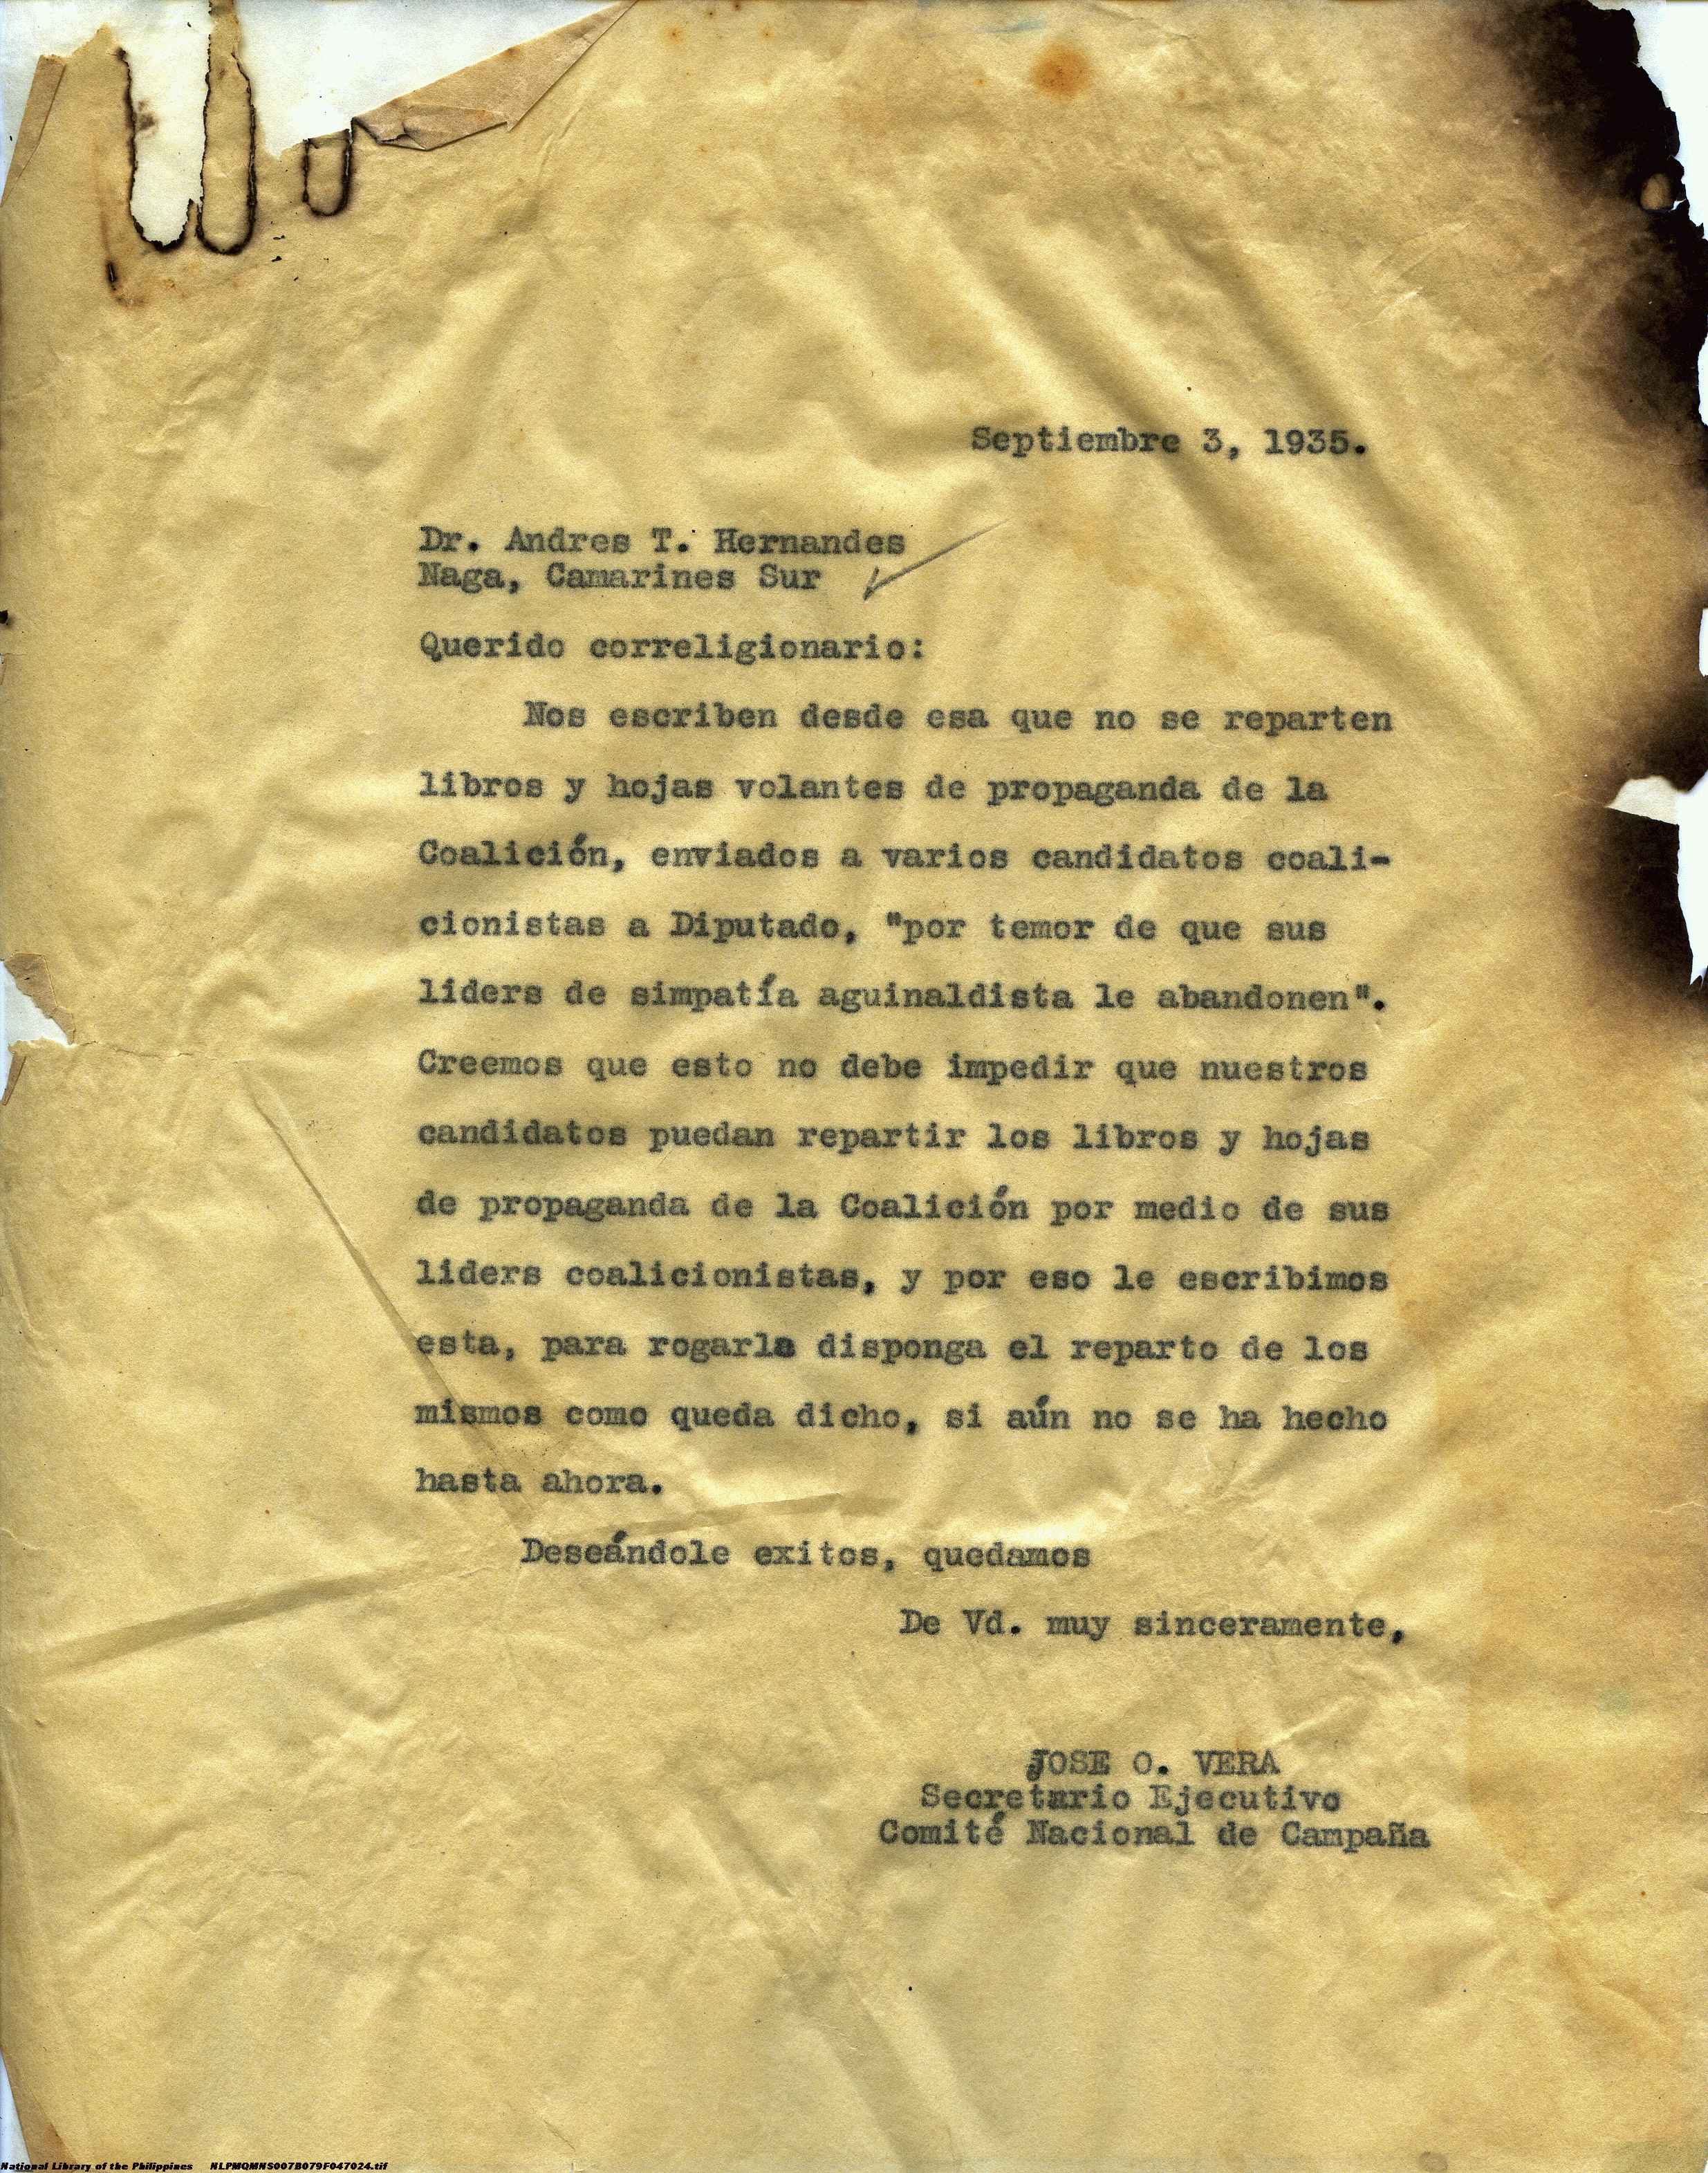 Septiembre 3, 1935.
Dr. Andres T. Hernandes
Naga, Camarines Sur
Querido correligionario:
Nos escriben desde esa que no se reparten
libros y hojas volantes de propaganda de la
Coalición, enviados a varios candidatos coali-
cionistas a Diputado, "por temor de que sus
liders de simpatía aguinaldista le abandonen".
Creemos que esto no debe impedir que nuestros
candidatos puedan repartir los libros y hojas
de propaganda de la Coalición por medio de sus
liders coalicionistas, y por eso le escribimos
esta, para rogarle disponga el reparto de los
mismos como queda dicho, si aún no se ha hecho
hasta ahora.
Deseándole exitos, quedamos
De Vd. muy sinceramente,
JOSE O. VERA
Secretario Ejecutivo
Comité Nacional de Campaña
National Library of the Philippines NLPMQMNS007B079F047024.tif